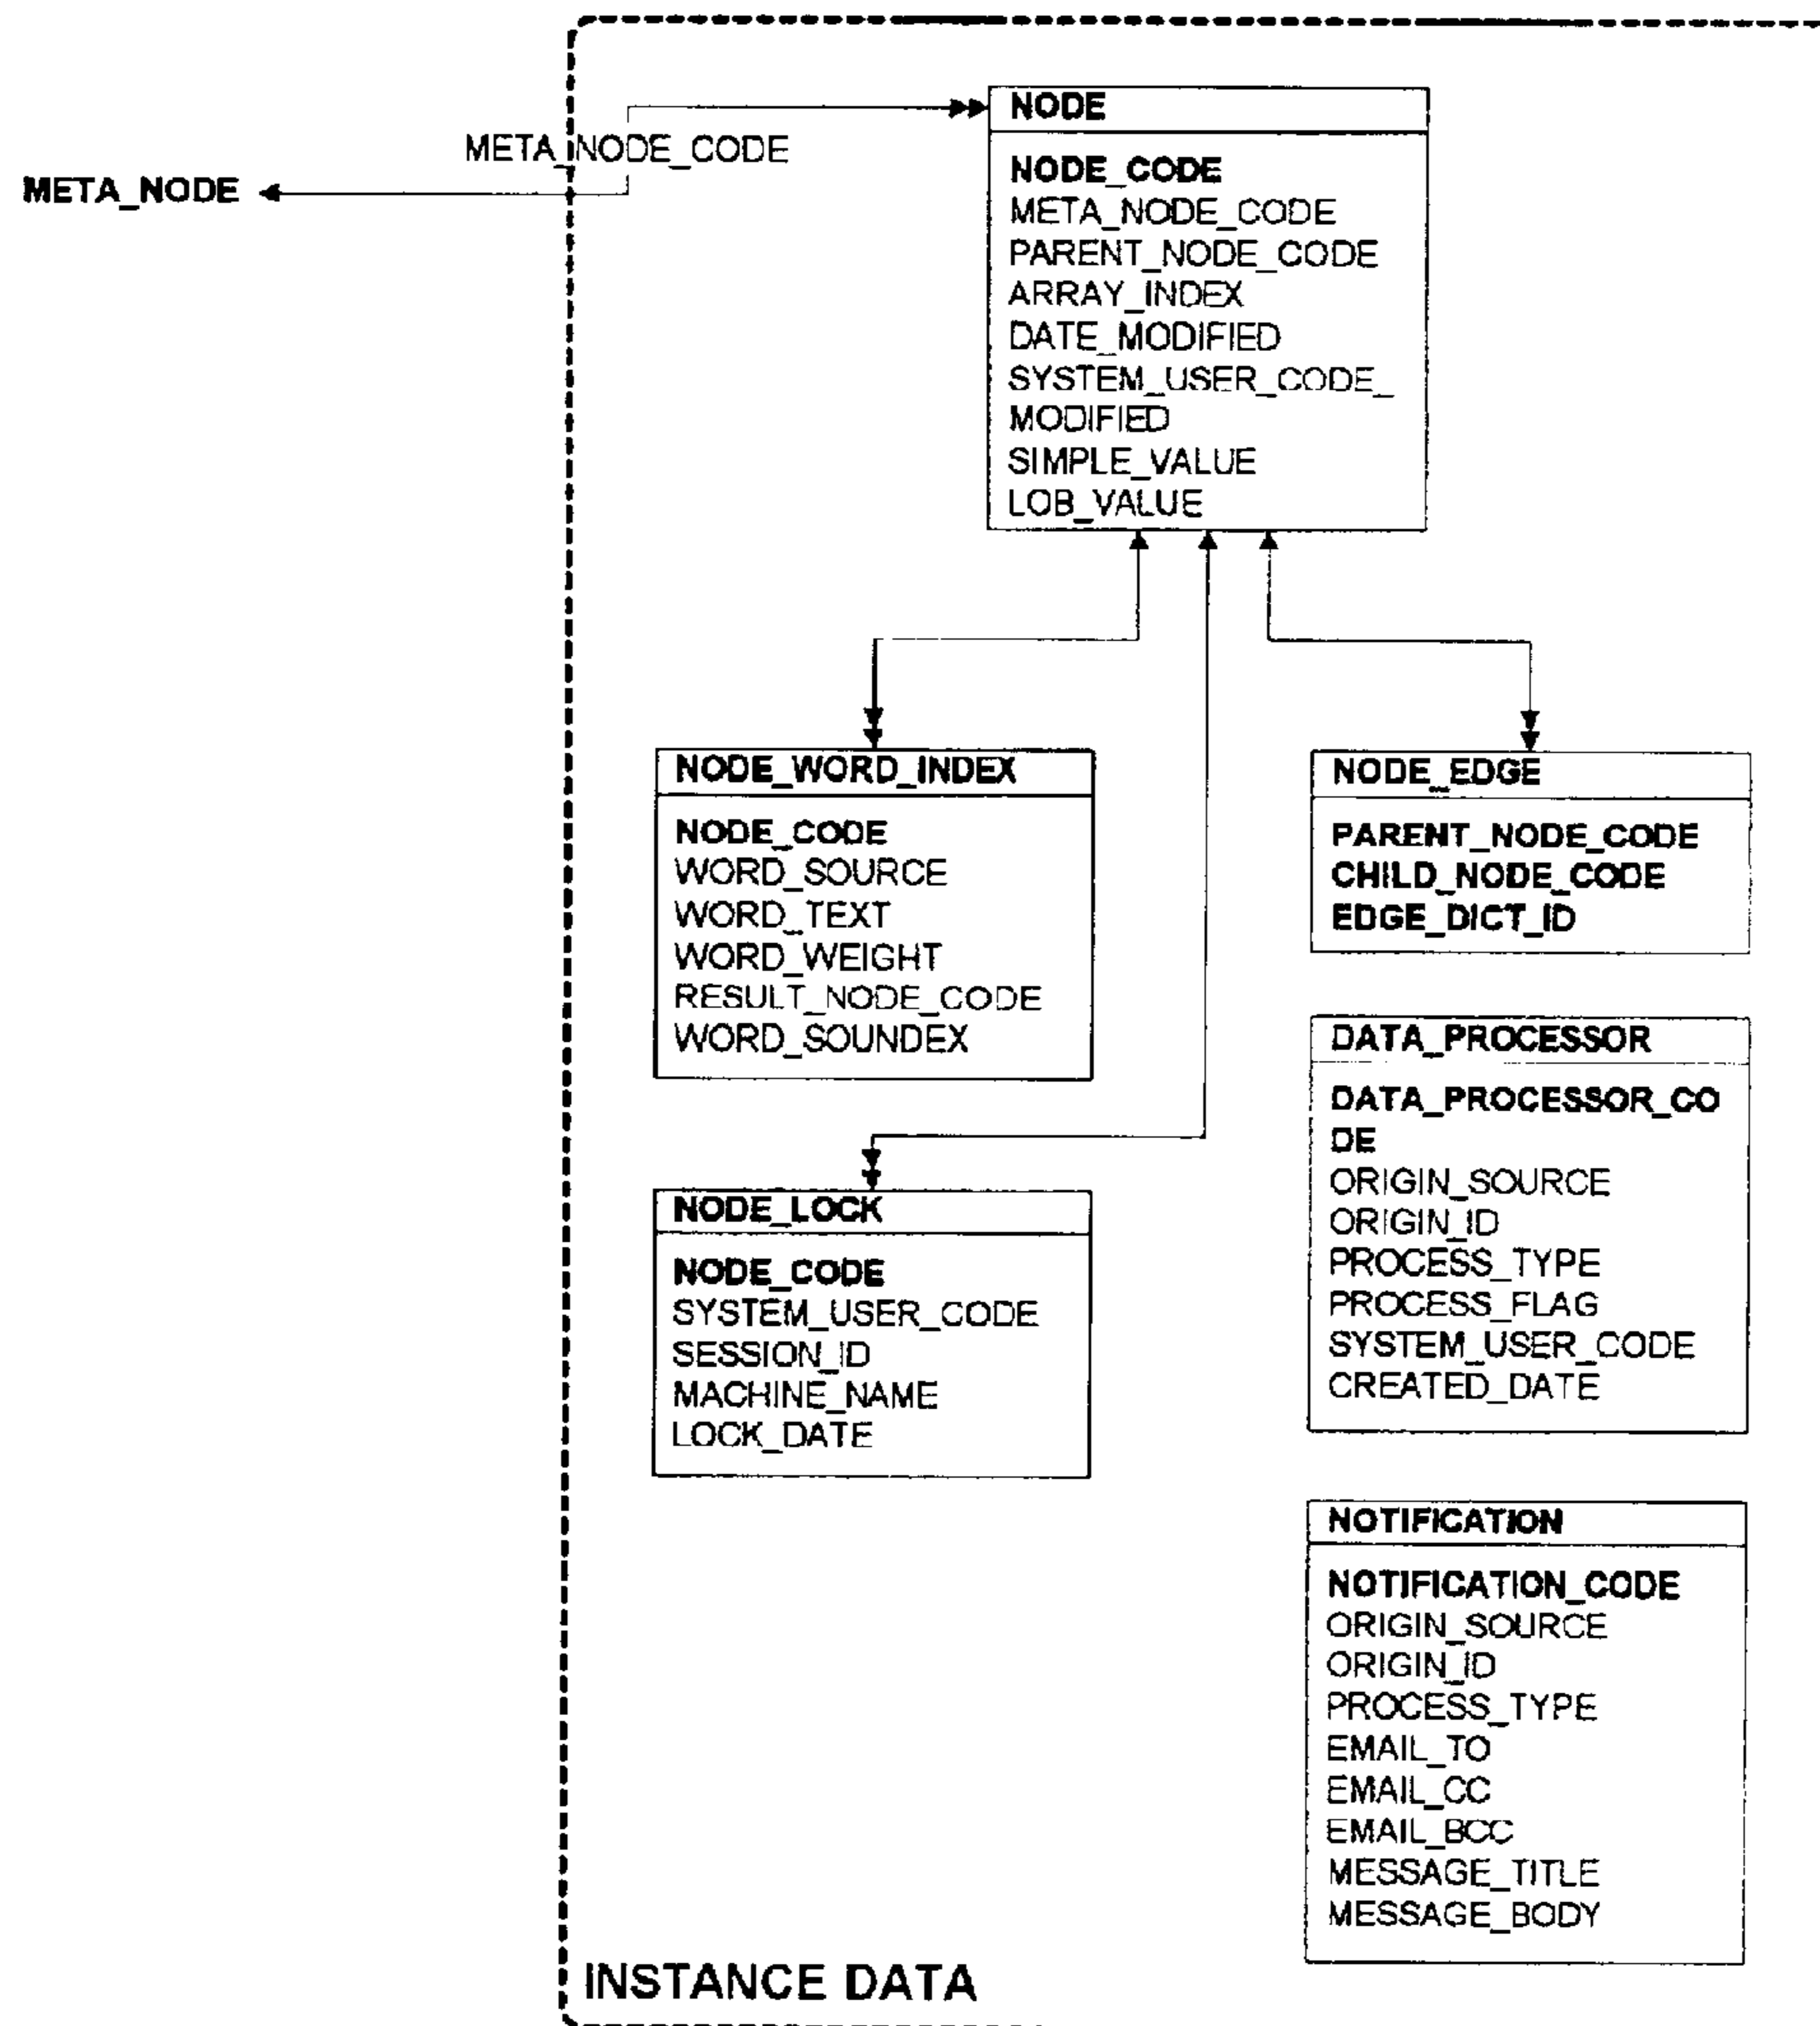 NODE
META_NODE_CODE
META_NODE
NODE_CODE
META_NODE_CODE
PARENT_NODE_CODE
ARRAY_INDEX
DATE_MODIFIED
SYSTEM_USER_CODE_
MODIFIED
SIMPLE_VALUE
LOB_VALUE
NODE_WORD_INDEX
NODE_CODE
WORD_SOURCE
WORD_TEXT
WORD_WEIGHT
RESULT_NODE_CODE
WORD_SOUNDEX
NODE_EDGE
PARENT_NODE_CODE
CHILD_NODE_CODE
EDGE_DICT_ID
DATA_PROCESSOR
DATA_PROCESSOR_CO
DE
ORIGIN_SOURCE
ORIGIN_ID
PROCESS_TYPE
PROCESS_FLAG
SYSTEM_USER_CODE
CREATED_DATE
NODE_LOCK
NODE_CODE
SYSTEM_USER_CODE
SESSION_ID
MACHINE_NAME
LOCK_DATE
NOTIFICATION
NOTIFICATION_CODE
ORIGIN_SOURCE
ORIGIN_ID
PROCESS_TYPE
EMAIL_TO
EMAIL_CC
EMAIL_BCC
MESSAGE_TITLE
MESSAGE_BODY
INSTANCE DATA